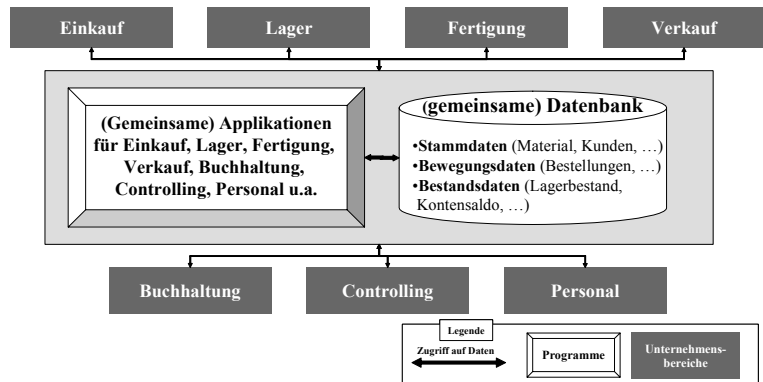 Einkauf
Lager
Fertigung
Verkauf
(Gemeinsame) Applikationen
für Einkauf, Lager, Fertigung,
Verkauf, Buchhaltung,
Controlling, Personal u.a.
(gemeinsame) Datenbank
•Stammdaten (Material, Kunden, …)
•Bewegungsdaten (Bestellungen, …)
•Bestandsdaten (Lagerbestand,
Kontensaldo, …)
Buchhaltung
Controlling
Personal
Legende
Zugriff auf Daten
Programme
Unternehmens-
bereiche